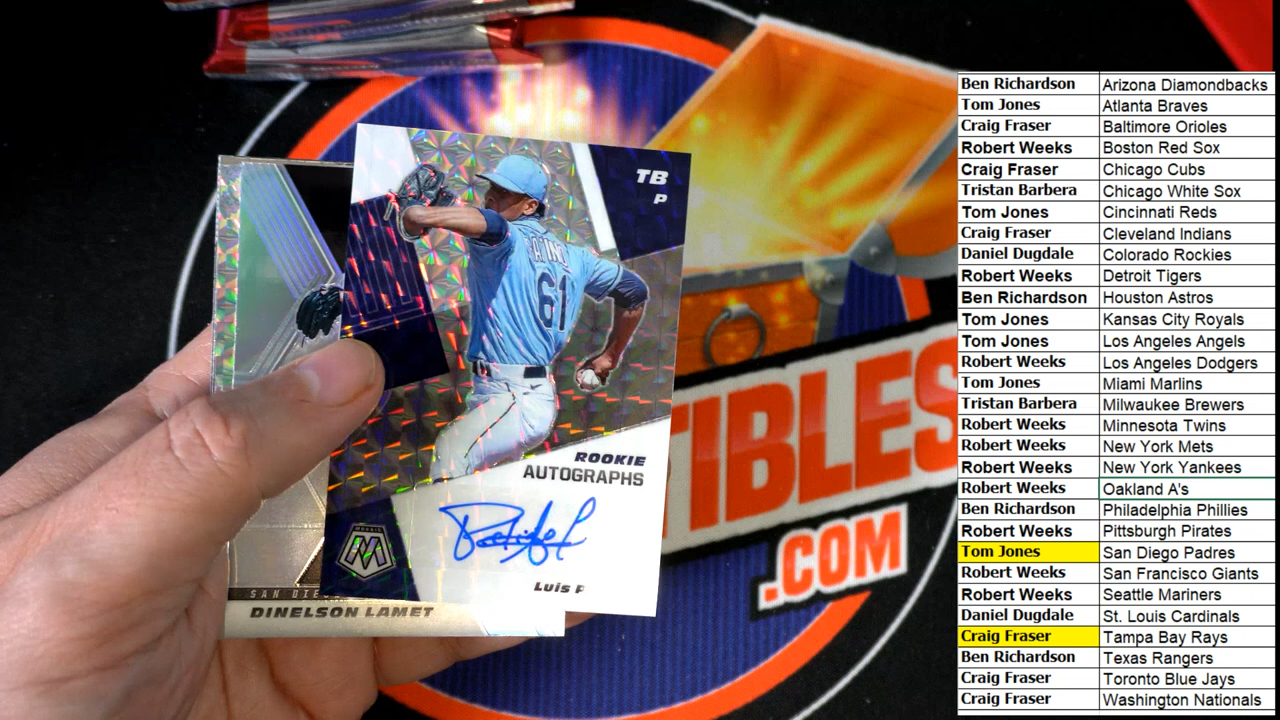 TB
P
61
ROOKIE
AUTOGRAPHS
MOSAIC
LUIS P
SAN DIE
DINELSON LAMET
TIBLES
.COM
Ben Richardson Arizona Diamondbacks
Tom Jones Atlanta Braves
Craig Fraser Baltimore Orioles
Robert Weeks Boston Red Sox
Craig Fraser Chicago Cubs
Tristan Barbera Chicago White Sox
Tom Jones Cincinnati Reds
Craig Fraser Cleveland Indians
Daniel Dugdale Colorado Rockies
Robert Weeks Detroit Tigers
Ben Richardson Houston Astros
Tom Jones Kansas City Royals
Tom Jones Los Angeles Angels
Robert Weeks Los Angeles Dodgers
Tom Jones Miami Marlins
Tristan Barbera Milwaukee Brewers
Robert Weeks Minnesota Twins
Robert Weeks New York Mets
Robert Weeks New York Yankees
Robert Weeks Oakland A's
Ben Richardson Philadelphia Phillies
Robert Weeks Pittsburgh Pirates
Tom Jones San Diego Padres
Robert Weeks San Francisco Giants
Robert Weeks Seattle Mariners
Daniel Dugdale St. Louis Cardinals
Craig Fraser Tampa Bay Rays
Ben Richardson Texas Rangers
Craig Fraser Toronto Blue Jays
Craig Fraser Washington Nationals